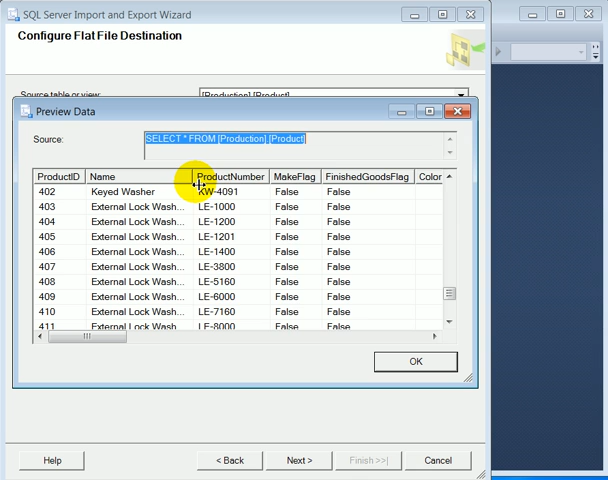 SQL Server Import and Export Wizard
Configure Flat File Destination
Source table or view: [Production].[Product]
Preview Data
Source: SELECT * FROM [Production].[Product]
ProductID Name ProductNumber MakeFlag FinishedGoodsFlag Color
402 Keyed Washer KW-4091 False False
403 External Lock Wash... LE-1000 False False
404 External Lock Wash... LE-1200 False False
405 External Lock Wash... LE-1201 False False
406 External Lock Wash... LE-1400 False False
407 External Lock Wash... LE-3800 False False
408 External Lock Wash... LE-5160 False False
409 External Lock Wash... LE-6000 False False
410 External Lock Wash... LE-7160 False False
411 External Lock Wash... LE-8000 False False
OK
Help < Back Next > Finish >>| Cancel